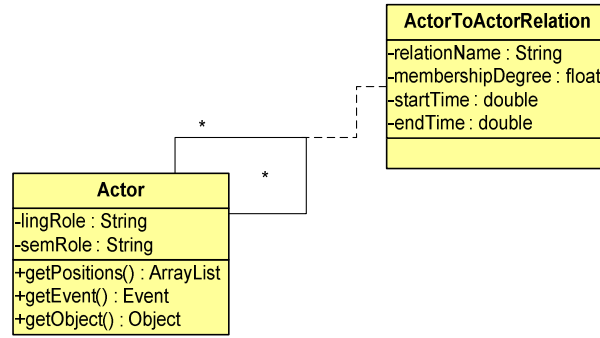 ActorToActorRelation
-relationName : String
-membershipDegree : float
-startTime : double
-endTime : double
*
*
Actor
-lingRole : String
-semRole : String
+getPositions() : ArrayList
+getEvent() : Event
+getObject() : Object